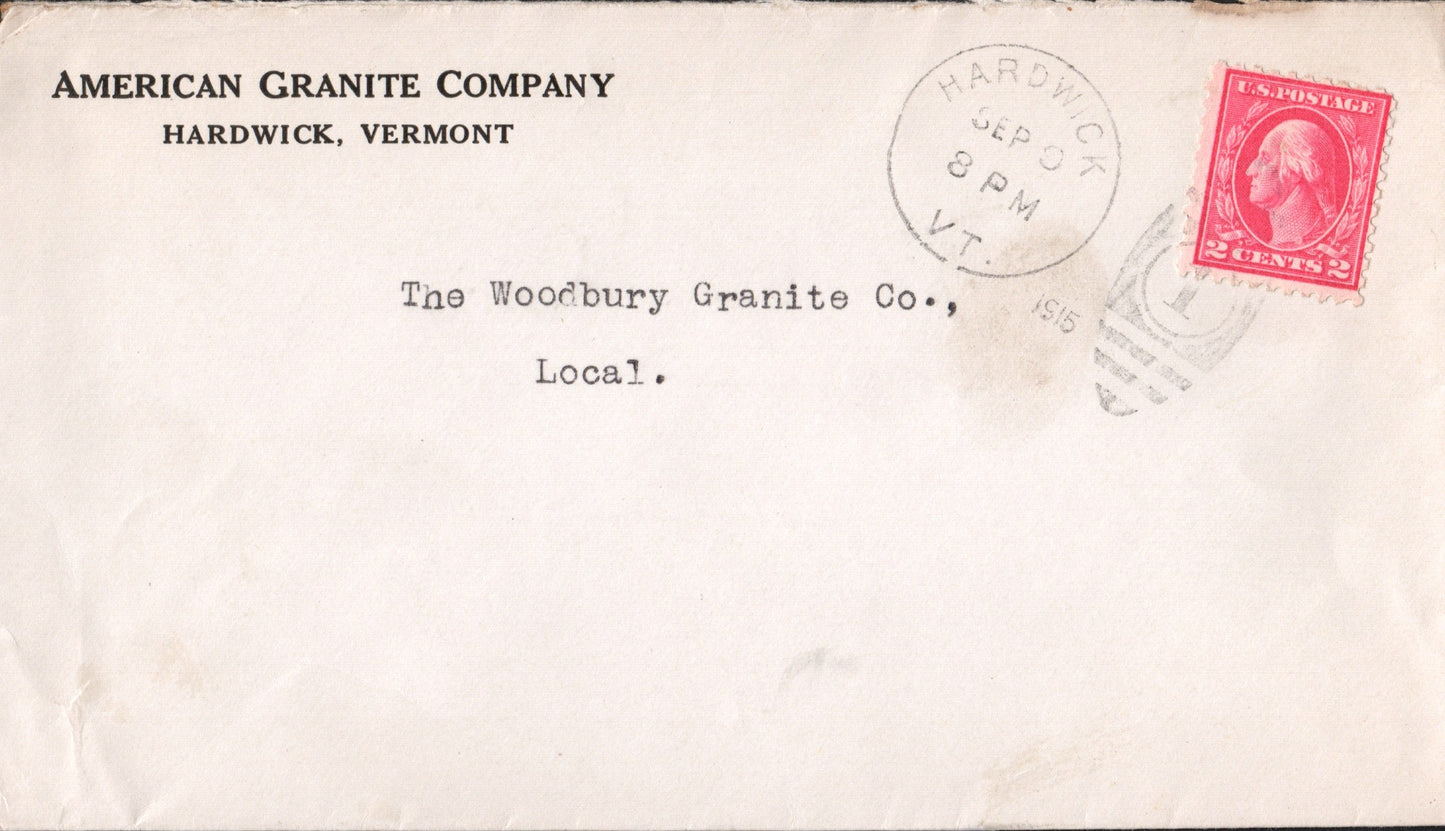 AMERICAN GRANITE COMPANY
HARDWICK, VERMONT
HARDWICK
SEP 9
8 PM
VT.
1915
U.S. POSTAGE
2 CENTS 2
1
The Woodbury Granite Co.,
Local.